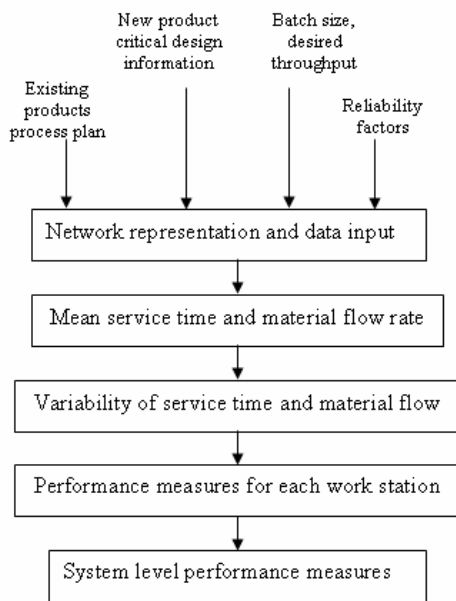 New product
critical design
information
Batch size,
desired
throughput
Existing
products
process plan
Reliability
factors
Network representation and data input
Mean service time and material flow rate
Variability of service time and material flow
Performance measures for each work station
System level performance measures